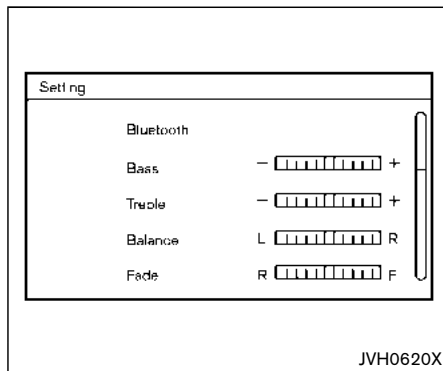 Setting
Bluetooth
Bass − +
Treble − +
Balance L R
Fade R F
JVH0620X